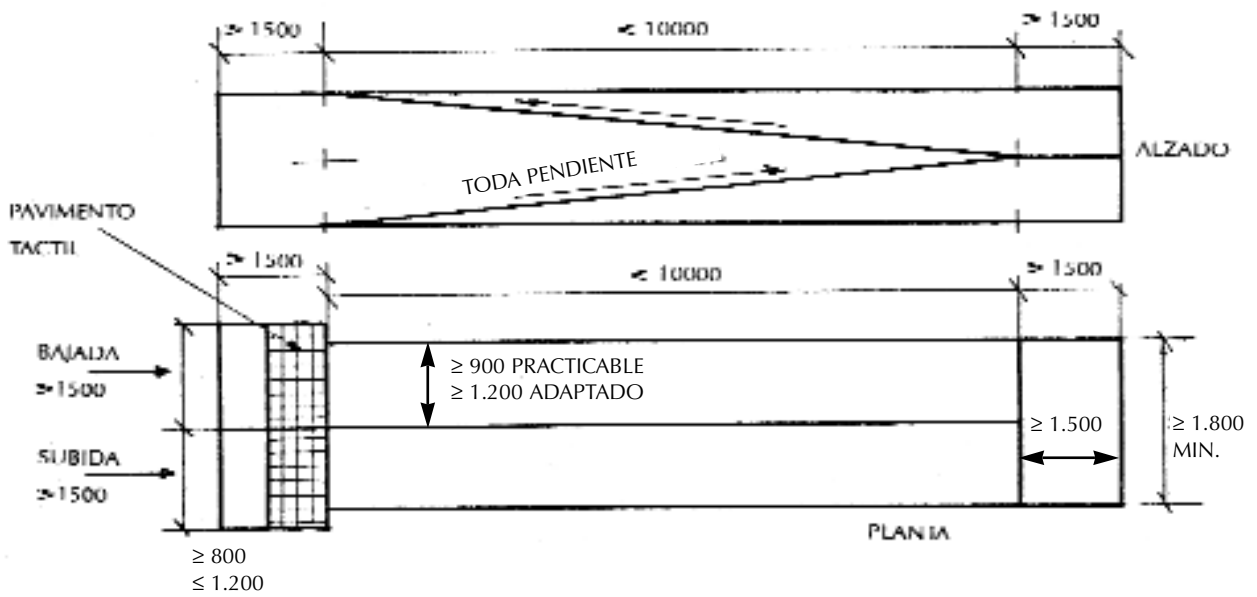 > 1500
< 10000
> 1500
TODA PENDIENTE
ALZADO
PAVIMENTO
TACTIL
> 1500
< 10000
> 1500
BAJADA
>1500
≥ 900 PRACTICABLE
≥ 1.200 ADAPTADO
≥ 1.500
≥ 1.800
MIN.
SUBIDA
>1500
PLANTA
≥ 800
≤ 1.200